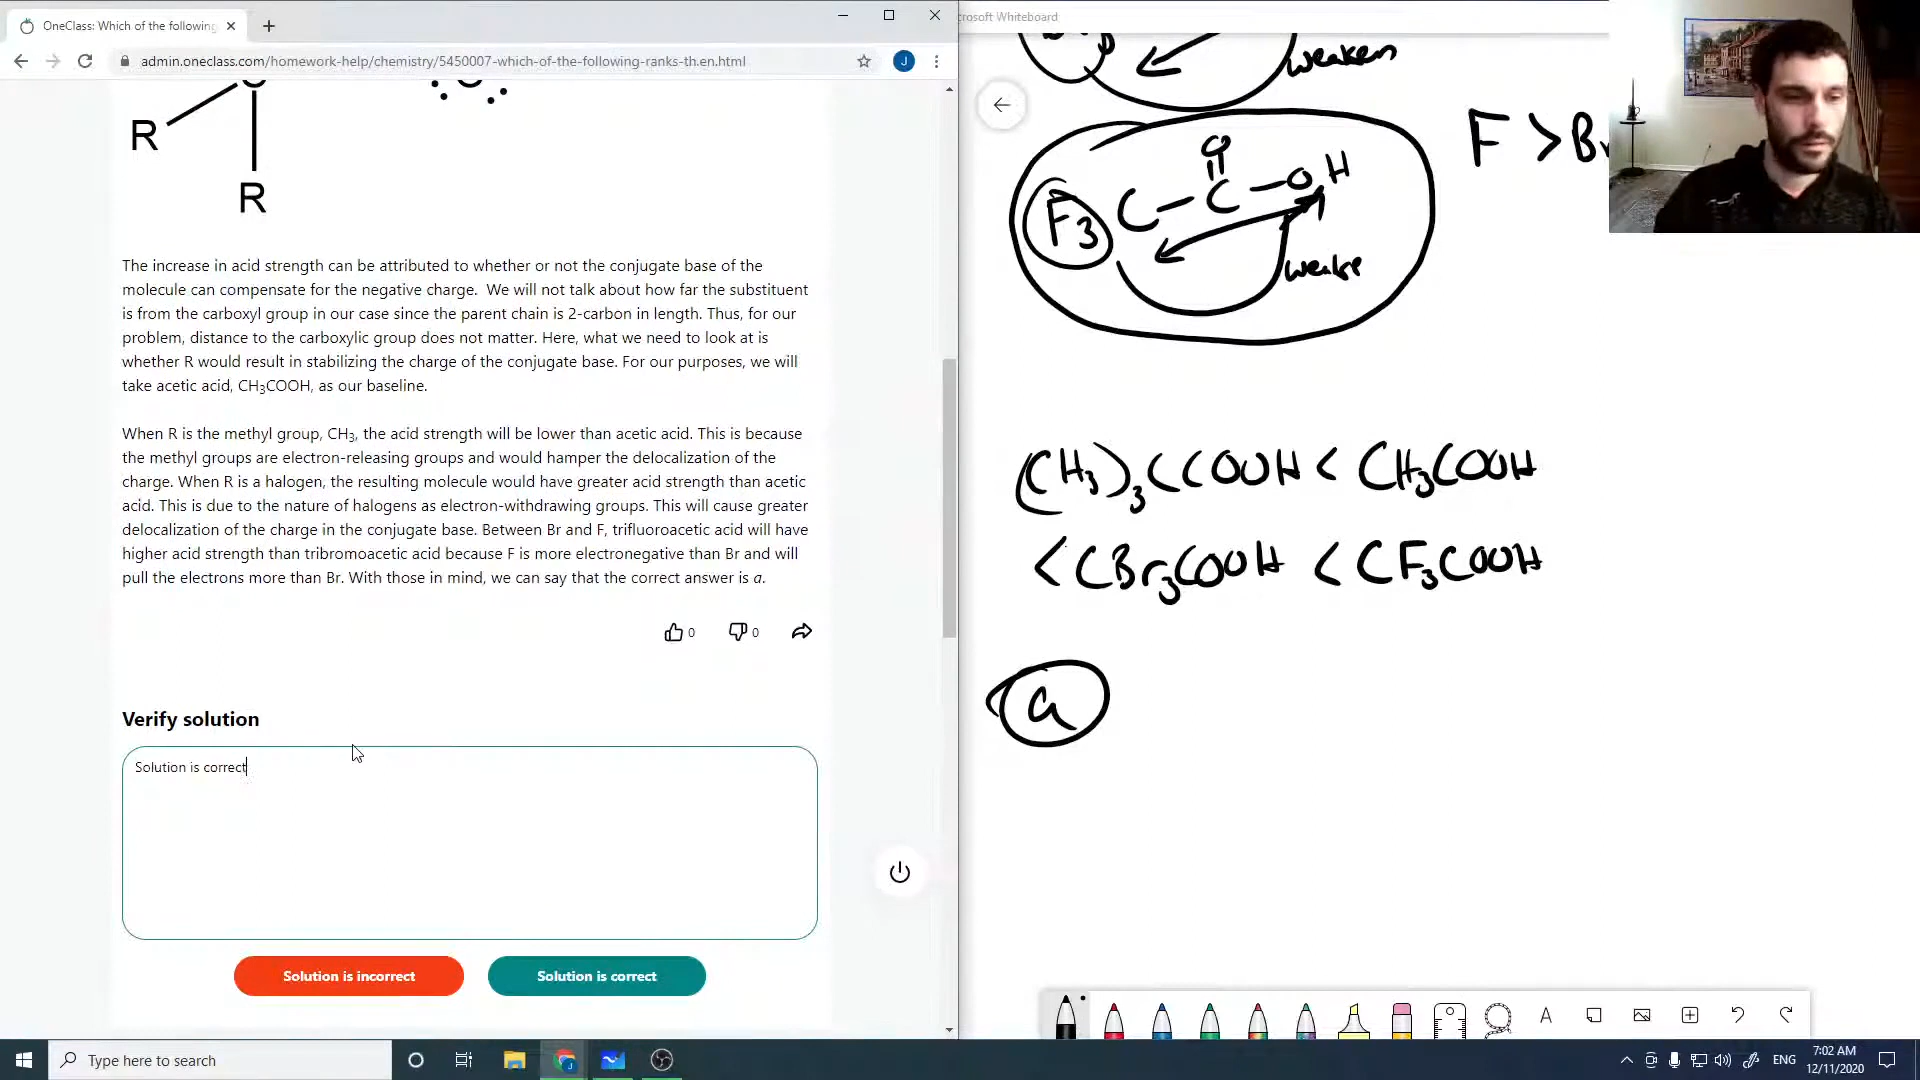 OneClass: Which of the following
crosoft Whiteboard
admin.oneclass.com/homework-help/chemistry/5450007-which-of-the-following-ranks-th.en.html
J
R
R
The increase in acid strength can be attributed to whether or not the conjugate base of the
molecule can compensate for the negative charge.  We will not talk about how far the substituent
is from the carboxyl group in our case since the parent chain is 2-carbon in length. Thus, for our
problem, distance to the carboxylic group does not matter. Here, what we need to look at is
whether R would result in stabilizing the charge of the conjugate base. For our purposes, we will
take acetic acid, CH₃COOH, as our baseline.
When R is the methyl group, CH₃, the acid strength will be lower than acetic acid. This is because
the methyl groups are electron-releasing groups and would hamper the delocalization of the
charge. When R is a halogen, the resulting molecule would have greater acid strength than acetic
acid. This is due to the nature of halogens as electron-withdrawing groups. This will cause greater
delocalization of the charge in the conjugate base. Between Br and F, trifluoroacetic acid will have
higher acid strength than tribromoacetic acid because F is more electronegative than Br and will
pull the electrons more than Br. With those in mind, we can say that the correct answer is a.
0 0
Verify solution
Solution is correct
Solution is incorrect Solution is correct
weaken
O
F₃C-C-OH
F > Br
weake
(CH₃)₃CCOOH < CH₃COOH
< CBr₃COOH < CF₃COOH
a
A
Type here to search
ENG
7:02 AM
12/11/2020